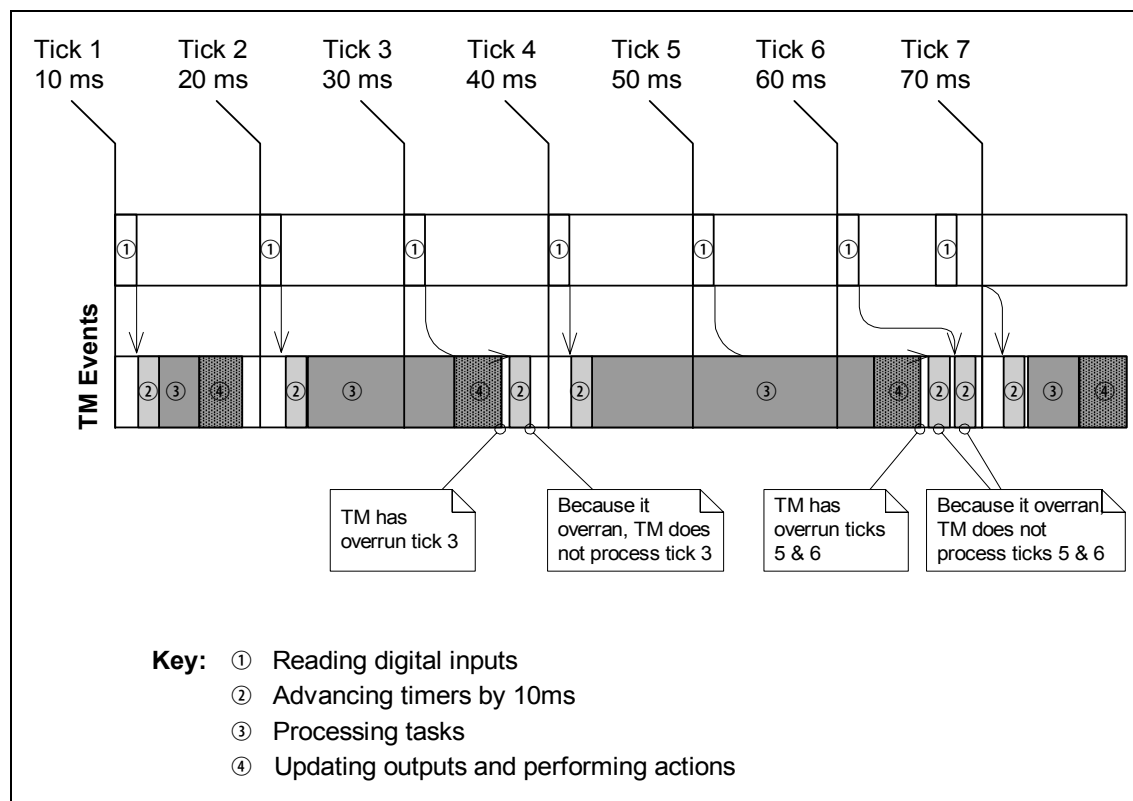 Tick 1
10 ms
Tick 2
20 ms
Tick 3
30 ms
Tick 4
40 ms
Tick 5
50 ms
Tick 6
60 ms
Tick 7
70 ms
① ① ① ① ① ① ①
TM Events
② ③ ④ ② ③ ④ ② ② ③ ④ ② ② ② ③ ④
TM has
overrun tick 3
Because it
overran, TM does
not process tick 3
TM has
overrun ticks
5 & 6
Because it overran,
TM does not
process ticks 5 & 6
Key: ① Reading digital inputs
② Advancing timers by 10ms
③ Processing tasks
④ Updating outputs and performing actions